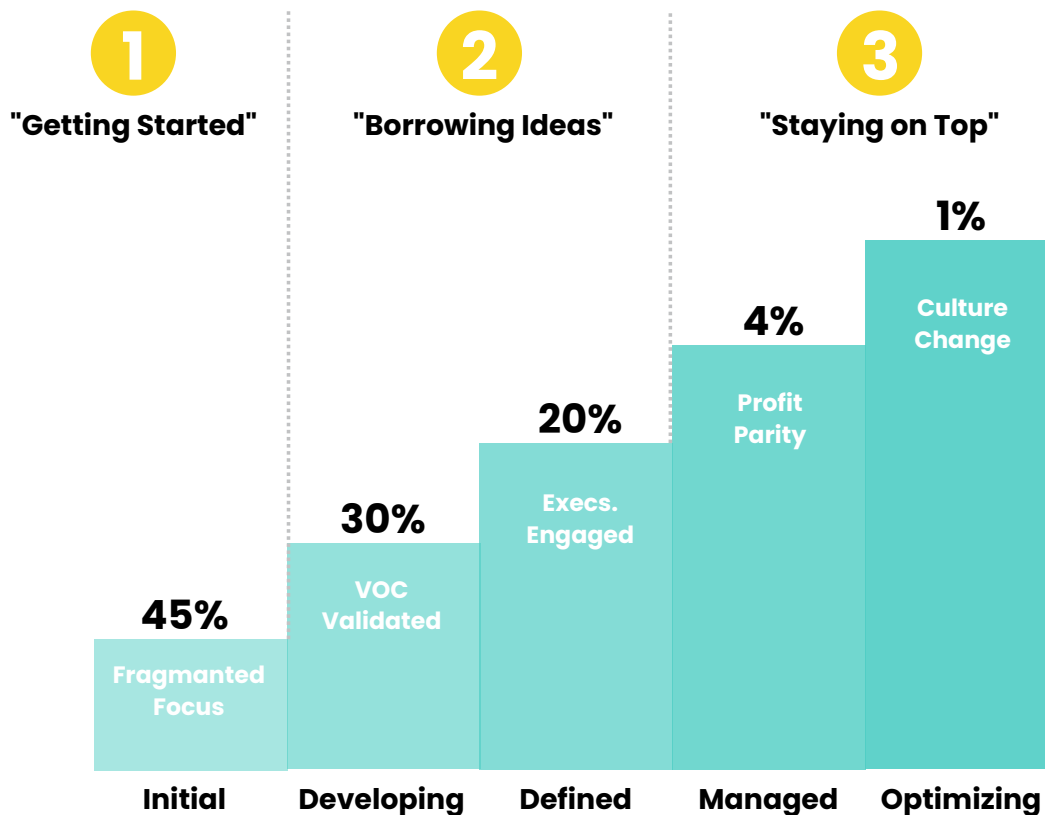 1
2
3
"Getting Started"
"Borrowing Ideas"
"Staying on Top"
1%
Culture
Change
4%
Profit
Parity
20%
Execs.
Engaged
30%
VOC
Validated
45%
Fragmanted
Focus
Initial
Developing
Defined
Managed
Optimizing